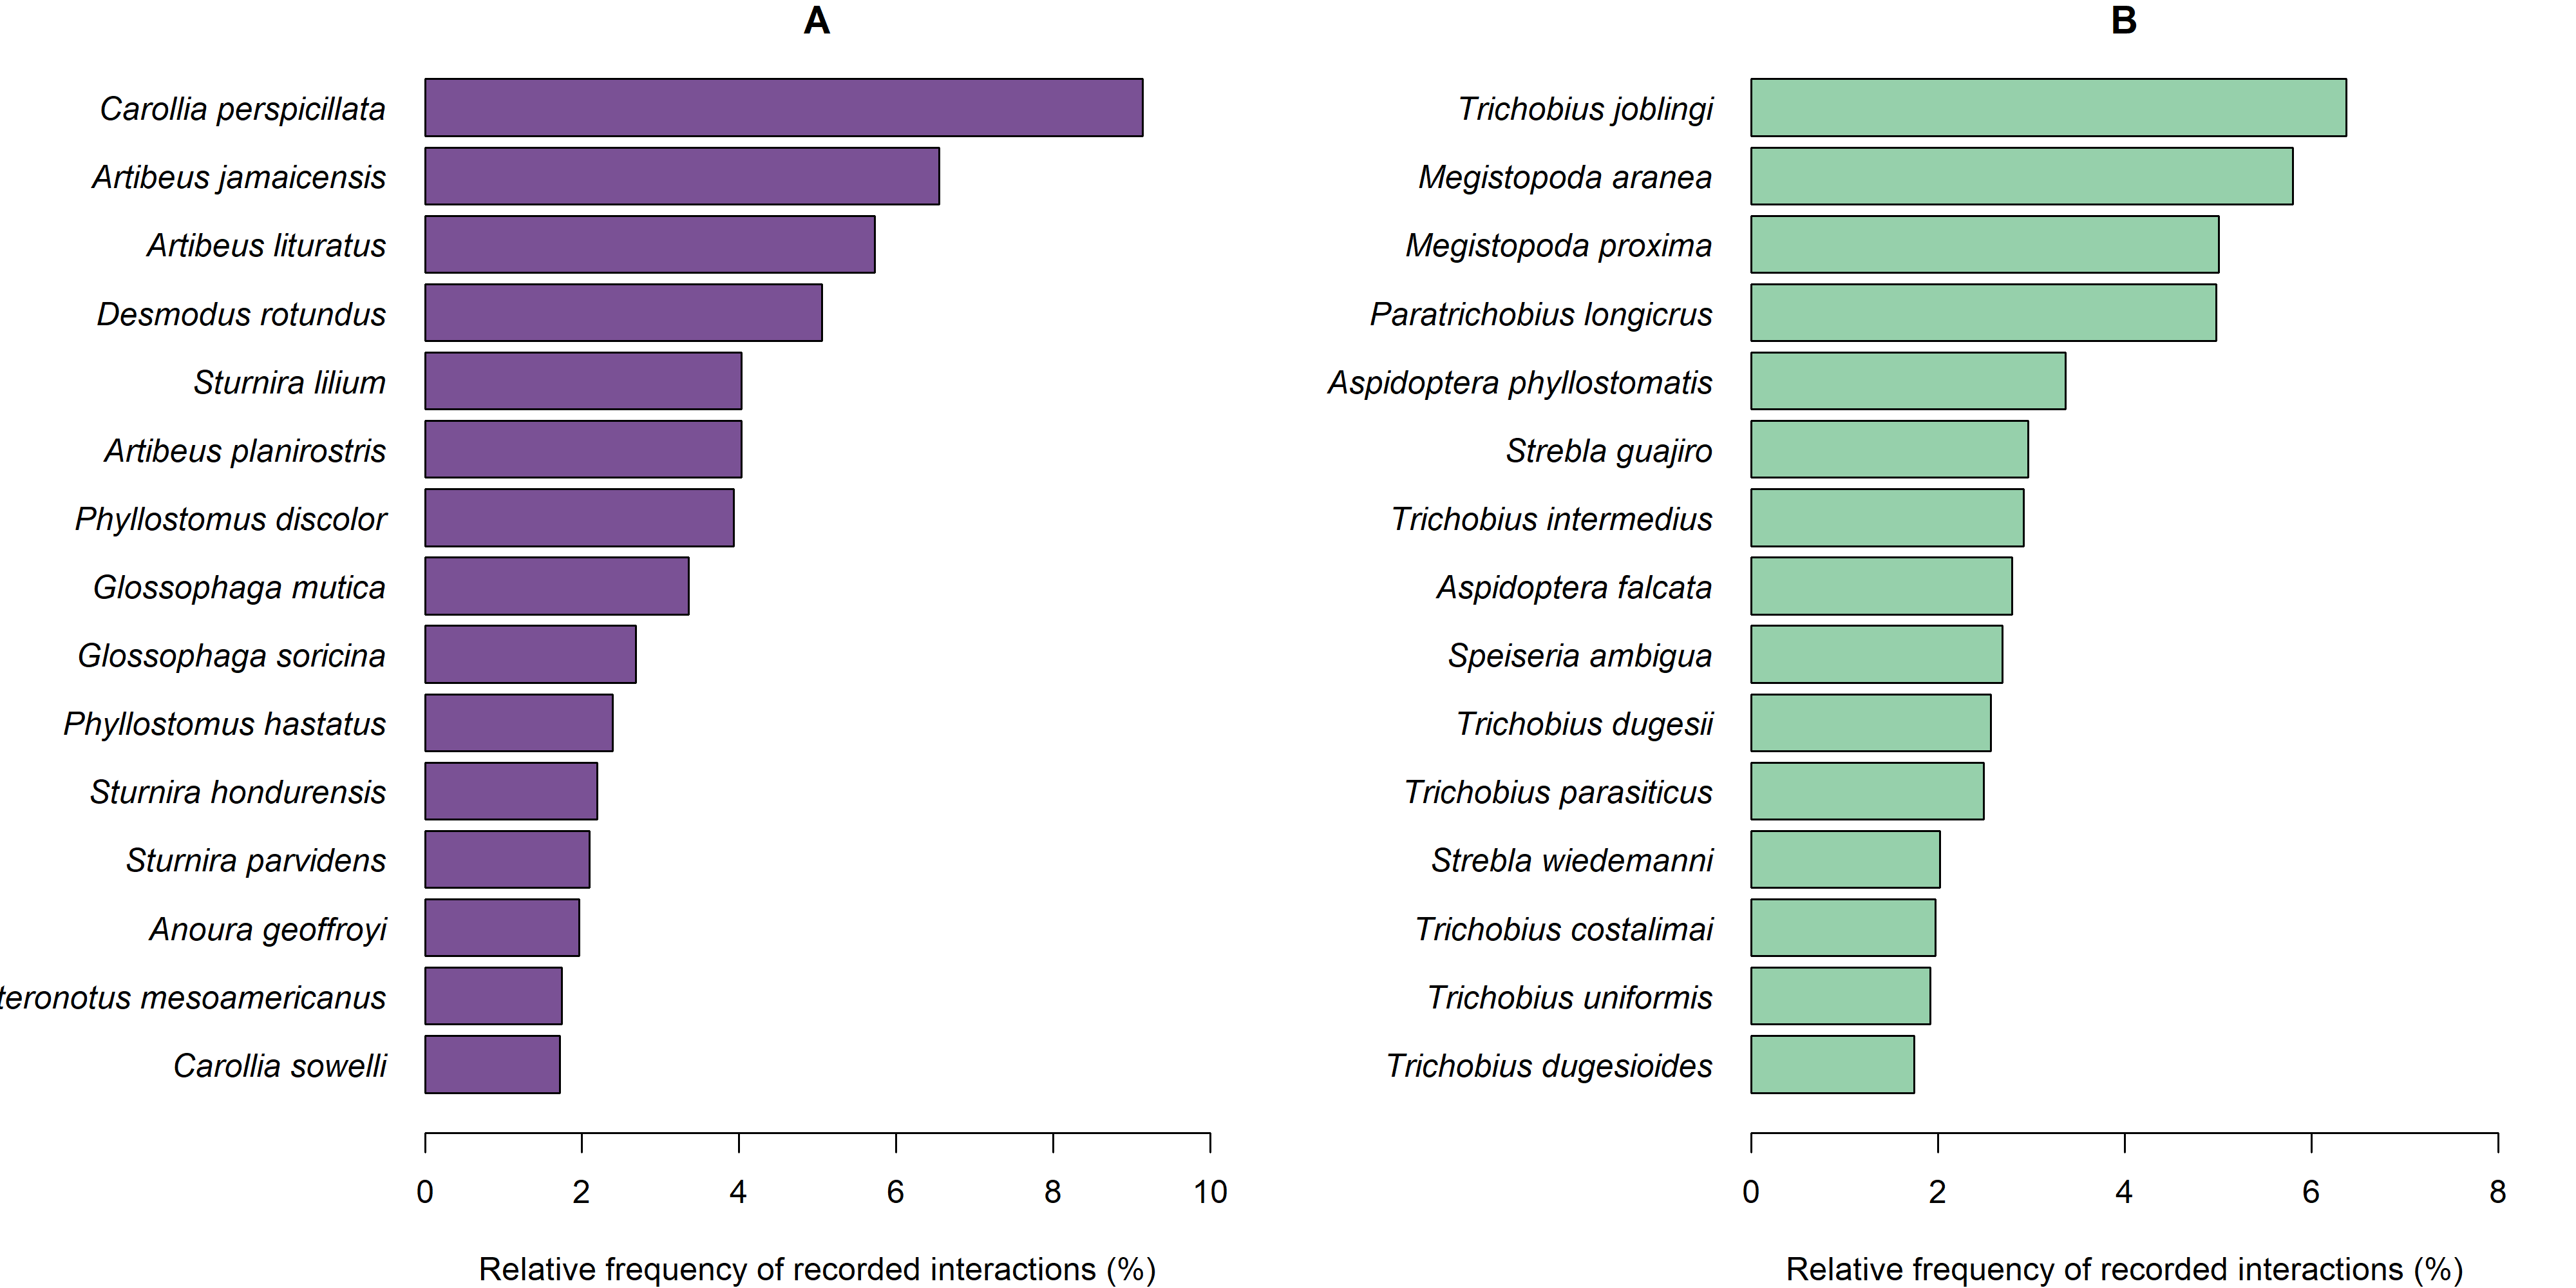 A
Carollia perspicillata
Artibeus jamaicensis
Artibeus lituratus
Desmodus rotundus
Sturnira lilium
Artibeus planirostris
Phyllostomus discolor
Glossophaga mutica
Glossophaga soricina
Phyllostomus hastatus
Sturnira hondurensis
Sturnira parvidens
Anoura geoffroyi
teronotus mesoamericanus
Carollia sowelli
0 2 4 6 8 10
Relative frequency of recorded interactions (%)
B
Trichobius joblingi
Megistopoda aranea
Megistopoda proxima
Paratrichobius longicrus
Aspidoptera phyllostomatis
Strebla guajiro
Trichobius intermedius
Aspidoptera falcata
Speiseria ambigua
Trichobius dugesii
Trichobius parasiticus
Strebla wiedemanni
Trichobius costalimai
Trichobius uniformis
Trichobius dugesioides
0 2 4 6 8
Relative frequency of recorded interactions (%)